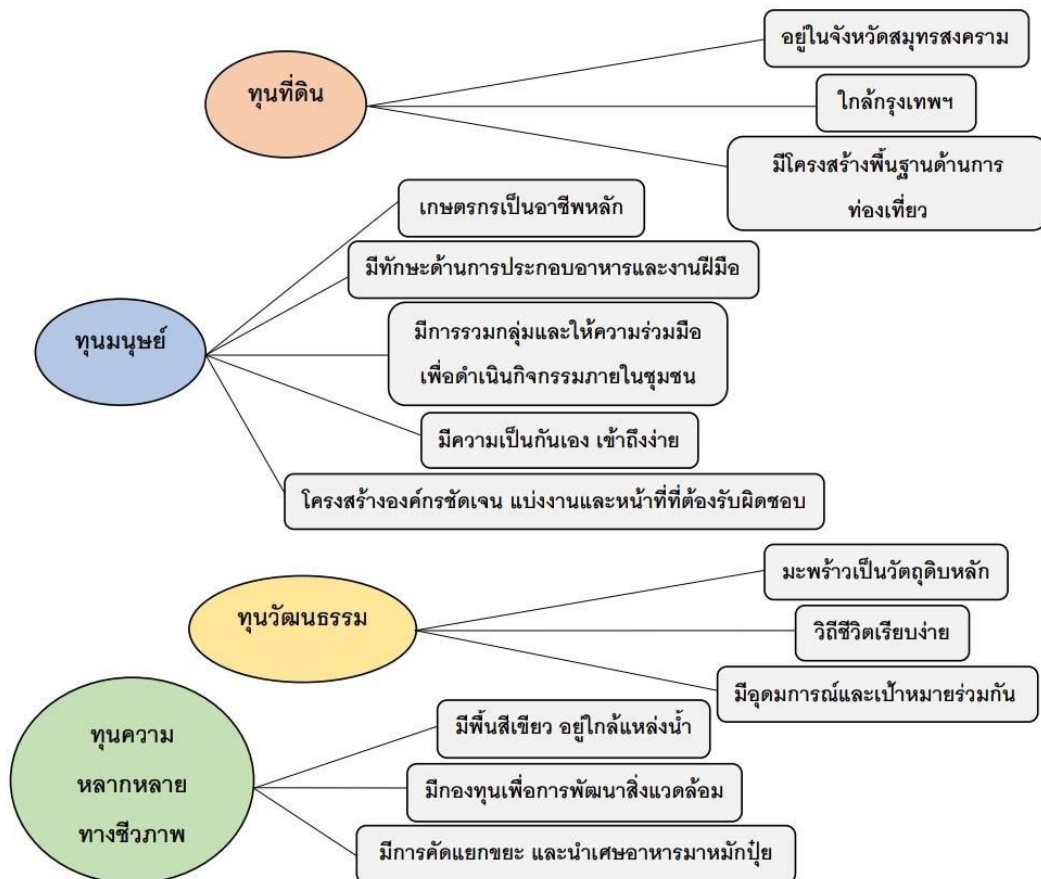 ทุนที่ดิน
อยู่ในจังหวัดสมุทรสงคราม
ใกล้กรุงเทพฯ
มีโครงสร้างพื้นฐานด้านการ
ท่องเที่ยว
ทุนมนุษย์
เกษตรกรเป็นอาชีพหลัก
มีทักษะด้านการประกอบอาหารและงานฝีมือ
มีการรวมกลุ่มและให้ความร่วมมือ
เพื่อดำเนินกิจกรรมภายในชุมชน
มีความเป็นกันเอง เข้าถึงง่าย
โครงสร้างองค์กรชัดเจน แบ่งงานและหน้าที่ที่ต้องรับผิดชอบ
ทุนวัฒนธรรม
มะพร้าวเป็นวัตถุดิบหลัก
วิถีชีวิตเรียบง่าย
มีอุดมการณ์และเป้าหมายร่วมกัน
ทุนความ
หลากหลาย
ทางชีวภาพ
มีพื้นสีเขียว อยู่ใกล้แหล่งน้ำ
มีกองทุนเพื่อการพัฒนาสิ่งแวดล้อม
มีการคัดแยกขยะ และนำเศษอาหารมาหมักปุ๋ย